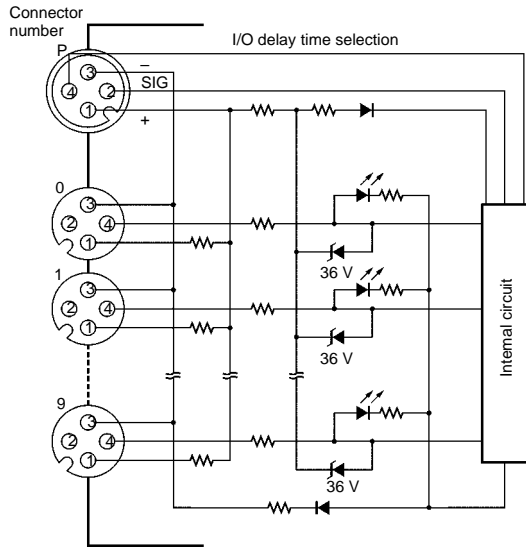 Connector
number
P
I/O delay time selection
3
–
4
2
SIG
1
+
0
3
2
4
1
36 V
1
3
2
4
1
36 V
Internal circuit
9
3
2
4
1
36 V